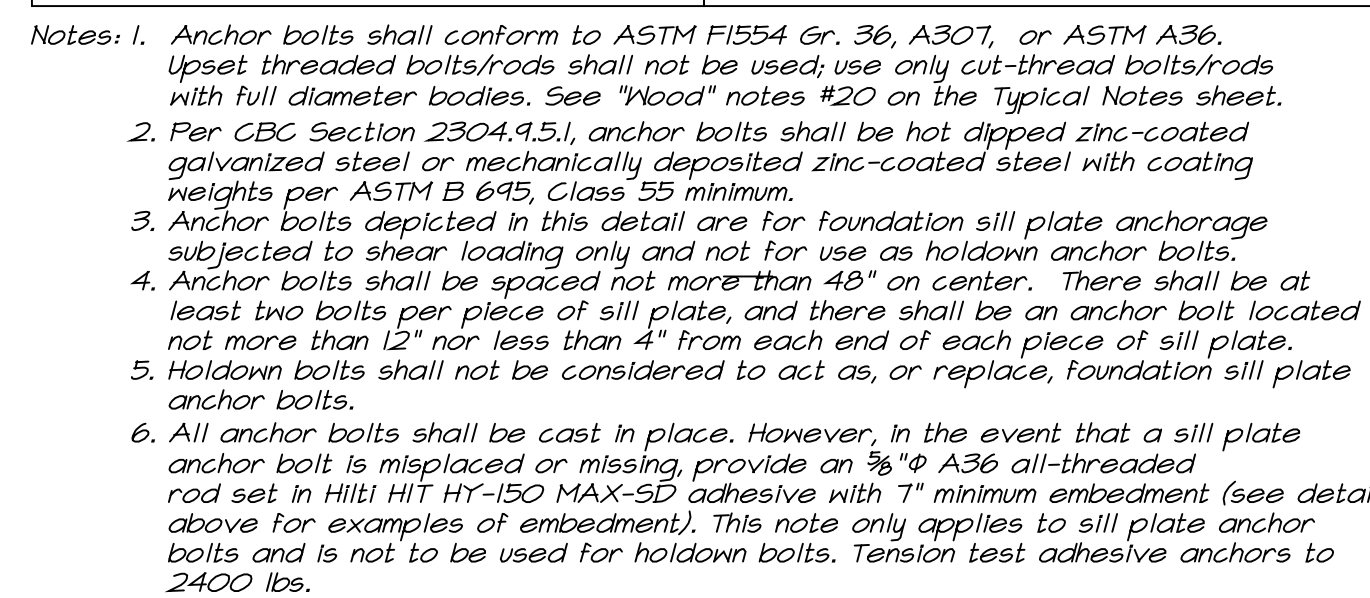 Notes: 1. Anchor bolts shall conform to ASTM F1554 Gr. 36, A307, or ASTM A36.
Upset threaded bolts/rods shall not be used; use only cut-thread bolts/rods
with full diameter bodies. See "Wood" notes #20 on the Typical Notes sheet.
2. Per CBC Section 2304.9.5.1, anchor bolts shall be hot dipped zinc-coated
galvanized steel or mechanically deposited zinc-coated steel with coating
weights per ASTM B 695, Class 55 minimum.
3. Anchor bolts depicted in this detail are for foundation sill plate anchorage
subjected to shear loading only and not for use as holdown anchor bolts.
4. Anchor bolts shall be spaced not more than 48" on center. There shall be at
least two bolts per piece of sill plate, and there shall be an anchor bolt located
not more than 12" nor less than 4" from each end of each piece of sill plate.
5. Holdown bolts shall not be considered to act as, or replace, foundation sill plate
anchor bolts.
6. All anchor bolts shall be cast in place. However, in the event that a sill plate
anchor bolt is misplaced or missing, provide an ⅝"Φ A36 all-threaded
rod set in Hilti HIT HY-150 MAX-SD adhesive with 7" minimum embedment (see detai
above for examples of embedment). This note only applies to sill plate anchor
bolts and is not to be used for holdown bolts. Tension test adhesive anchors to
2400 lbs.